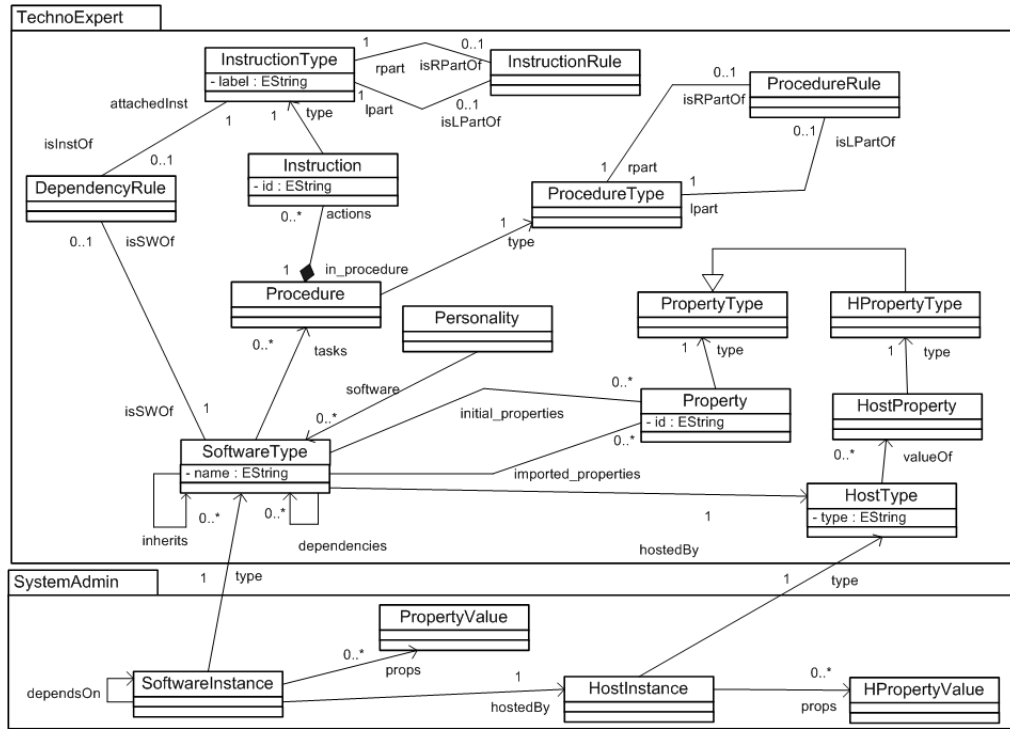 TechnoExpert
InstructionType
- label : EString
1
rpart
0..1
isRPartOf
InstructionRule
1
lpart
0..1
isLPartOf
attachedInst
1
1
type
isInstOf
0..1
DependencyRule
0..1
isSWOf
Instruction
- id : EString
0..*
actions
1
in_procedure
Procedure
0..*
tasks
0..1
isRPartOf
ProcedureRule
0..1
isLPartOf
rpart
1
1
lpart
ProcedureType
1
type
PropertyType
HPropertyType
1
type
1
type
Personality
software
0..*
0..*
initial_properties
Property
- id : EString
0..*
imported_properties
HostProperty
0..*
valueOf
isSWOf
1
SoftwareType
- name : EString
inherits
0..*
0..*
dependencies
1
hostedBy
HostType
- type : EString
SystemAdmin
1
type
1
type
PropertyValue
0..*
props
dependsOn
SoftwareInstance
1
hostedBy
HostInstance
0..*
props
HPropertyValue